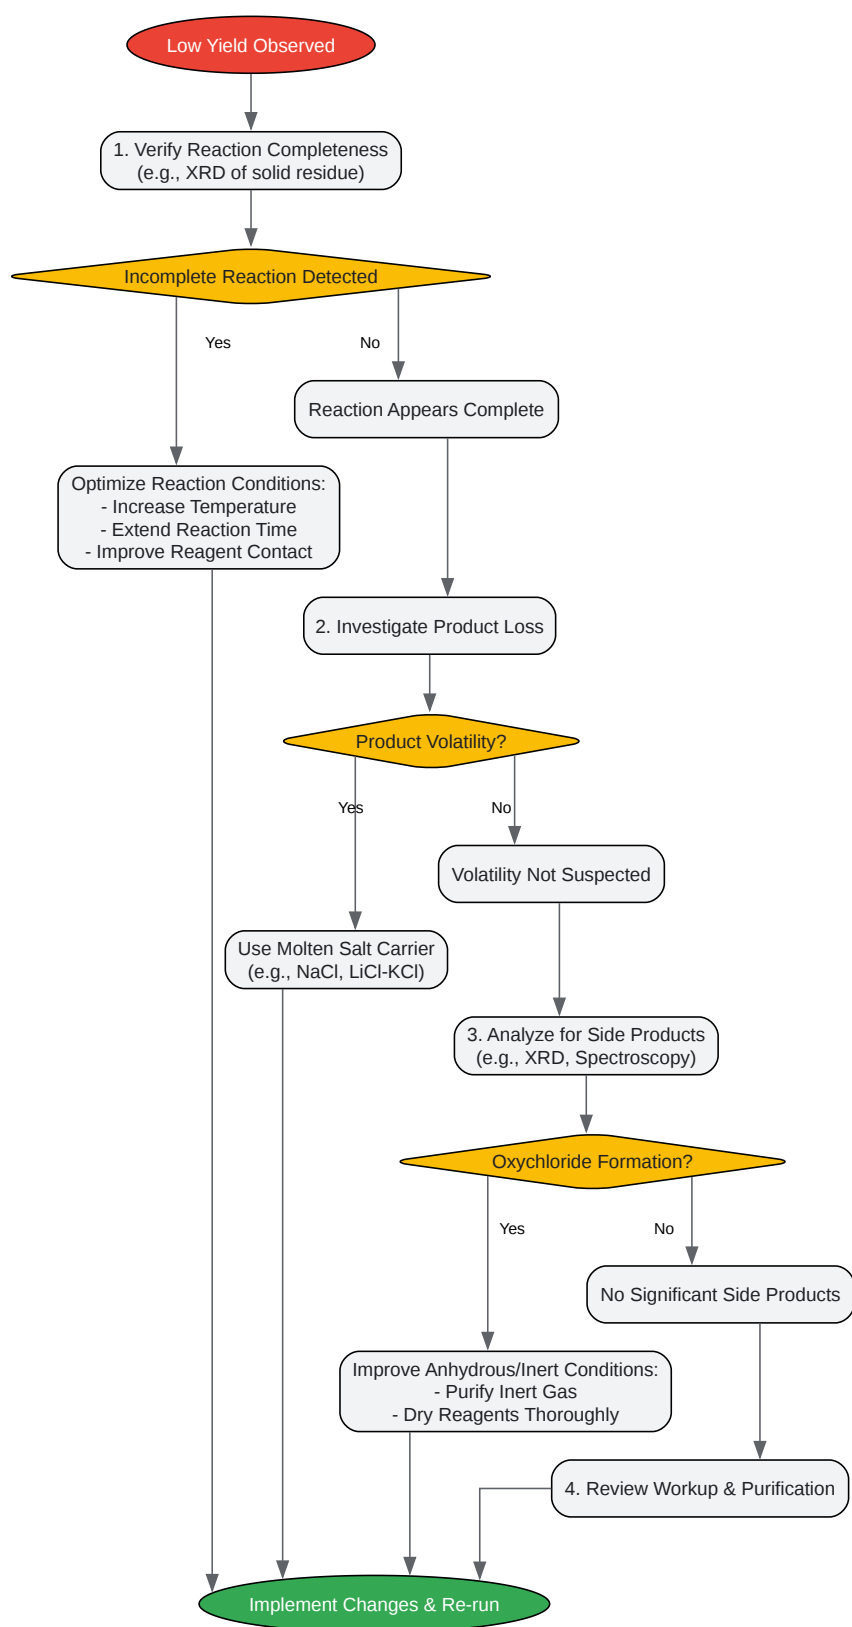 Low Yield Observed
1. Verify Reaction Completeness
(e.g., XRD of solid residue)
Incomplete Reaction Detected
Yes
No
Reaction Appears Complete
Optimize Reaction Conditions:
- Increase Temperature
- Extend Reaction Time
- Improve Reagent Contact
2. Investigate Product Loss
Product Volatility?
Yes
No
Volatility Not Suspected
Use Molten Salt Carrier
(e.g., NaCl, LiCl-KCl)
3. Analyze for Side Products
(e.g., XRD, Spectroscopy)
Oxychloride Formation?
Yes
No
No Significant Side Products
Improve Anhydrous/Inert Conditions:
- Purify Inert Gas
- Dry Reagents Thoroughly
4. Review Workup & Purification
Implement Changes & Re-run